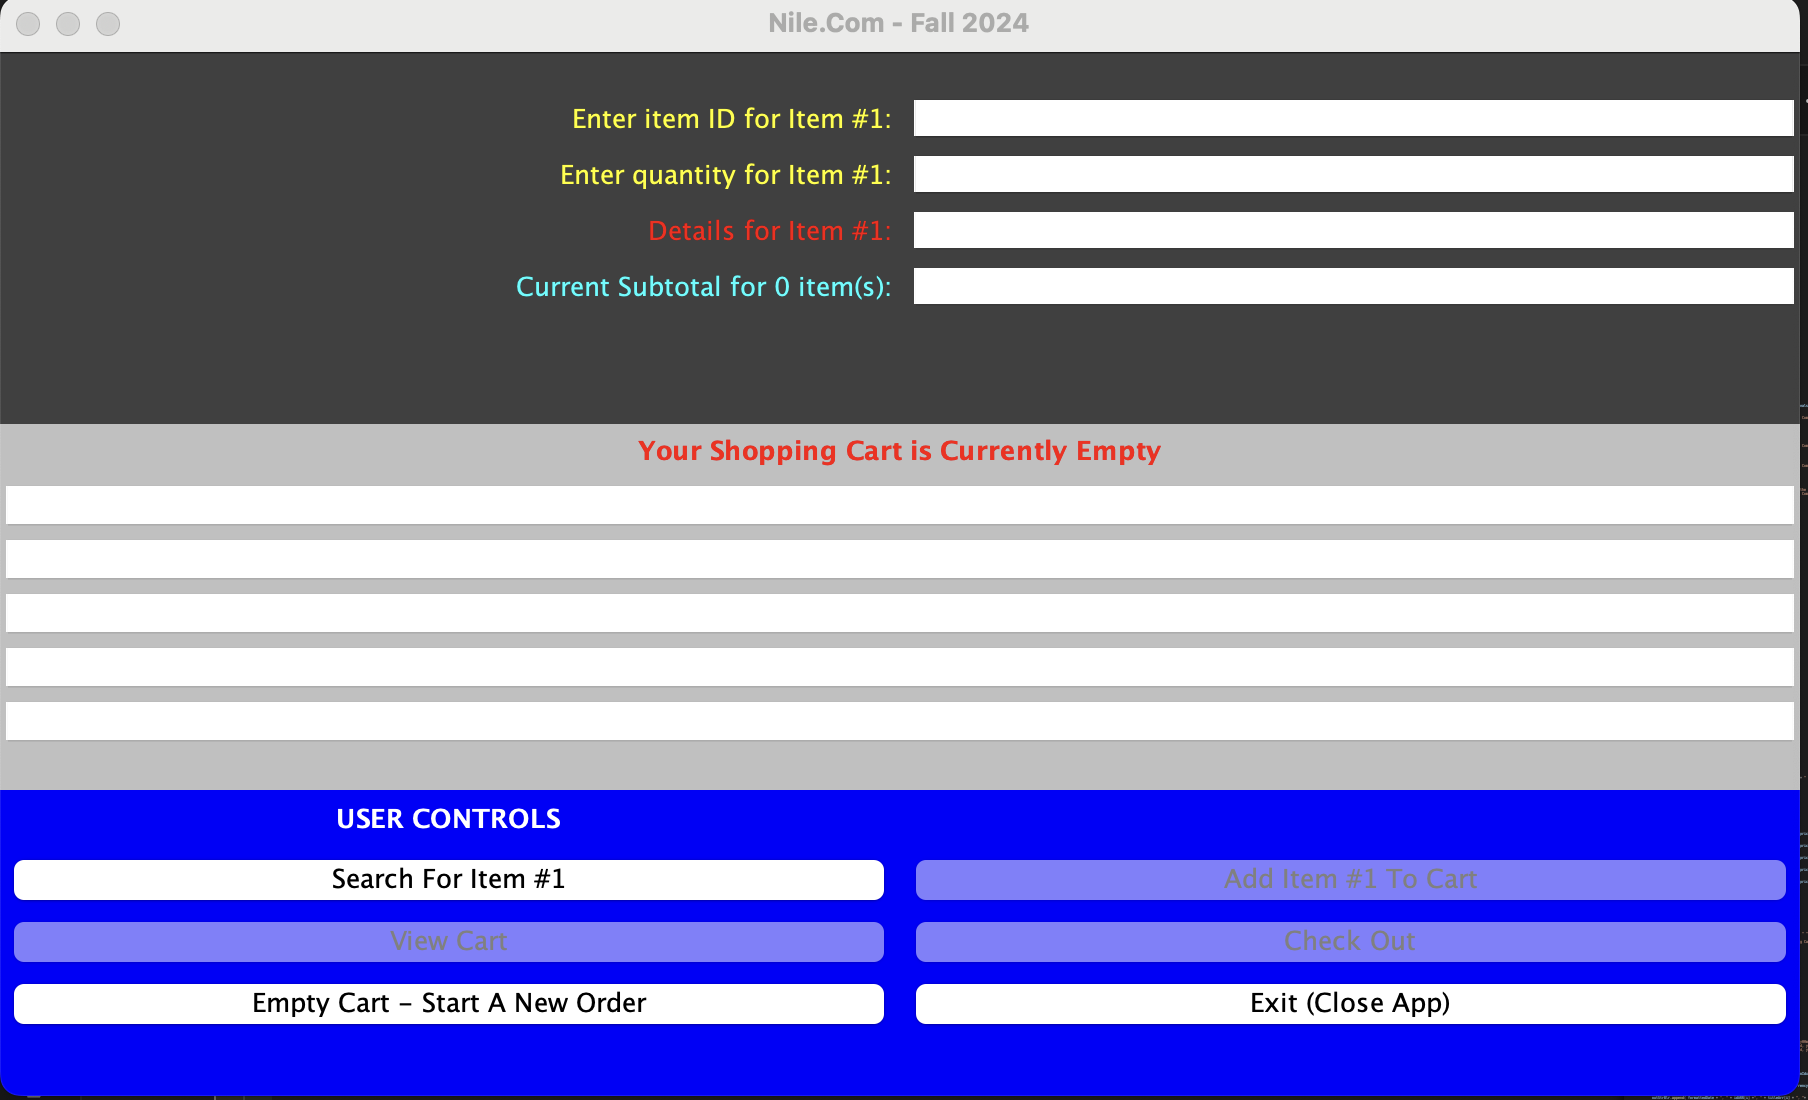 Nile.Com - Fall 2024
Enter item ID for Item #1:
Enter quantity for Item #1:
Details for Item #1:
Current Subtotal for 0 item(s):
Your Shopping Cart is Currently Empty
USER CONTROLS
Search For Item #1
Add Item #1 To Cart
View Cart
Check Out
Empty Cart - Start A New Order
Exit (Close App)